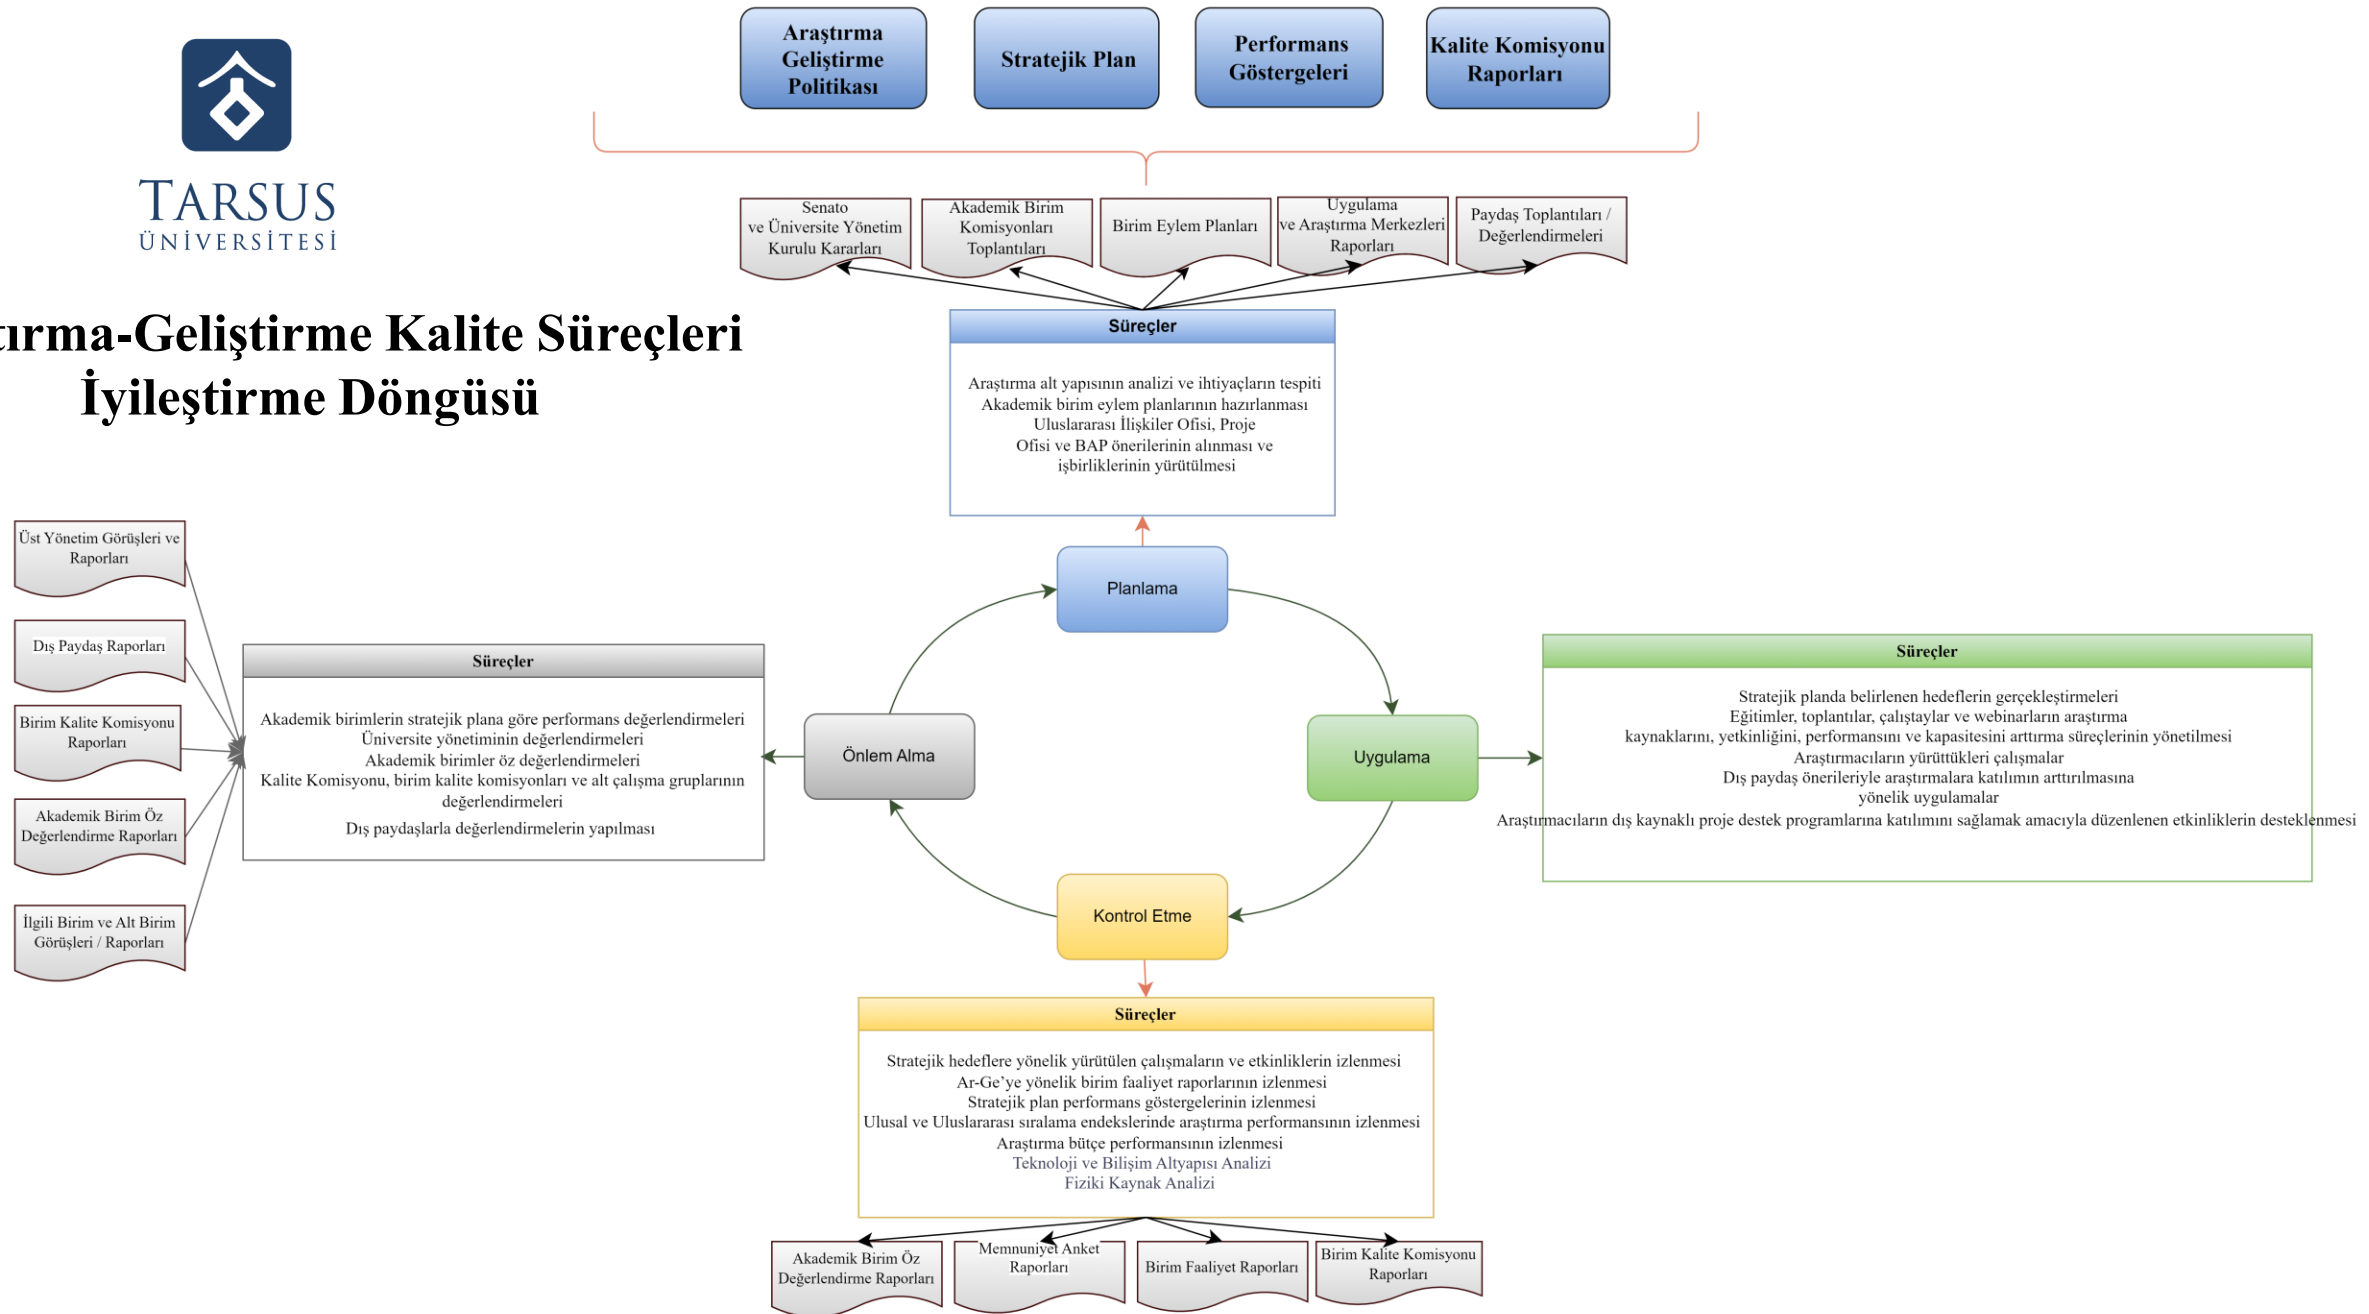 Araştırma
Geliştirme
Politikası
Stratejik Plan
Performans
Göstergeleri
Kalite Komisyonu
Raporları
TARSUS
ÜNİVERSİTESİ
Senato
ve Üniversite Yönetim
Kurulu Kararları
Akademik Birim
Komisyonları
Toplantıları
Birim Eylem Planları
Uygulama
ve Araştırma Merkezleri
Raporları
Paydaş Toplantıları /
Değerlendirmeleri
tırma-Geliştirme Kalite Süreçleri
İyileştirme Döngüsü
Süreçler
Araştırma alt yapısının analizi ve ihtiyaçların tespiti
Akademik birim eylem planlarının hazırlanması
Uluslararası İlişkiler Ofisi, Proje
Ofisi ve BAP önerilerinin alınması ve
işbirliklerinin yürütülmesi
Üst Yönetim Görüşleri ve
Raporları
Dış Paydaş Raporları
Birim Kalite Komisyonu
Raporları
Akademik Birim Öz
Değerlendirme Raporları
İlgili Birim ve Alt Birim
Görüşleri / Raporları
Süreçler
Akademik birimlerin stratejik plana göre performans değerlendirmeleri
Üniversite yönetiminin değerlendirmeleri
Akademik birimler öz değerlendirmeleri
Kalite Komisyonu, birim kalite komisyonları ve alt çalışma gruplarının
değerlendirmeleri
Dış paydaşlarla değerlendirmelerin yapılması
Planlama
Önlem Alma
Uygulama
Kontrol Etme
Süreçler
Stratejik planda belirlenen hedeflerin gerçekleştirmeleri
Eğitimler, toplantılar, çalıştaylar ve webinarların araştırma
kaynaklarını, yetkinliğini, performansını ve kapasitesini arttırma süreçlerinin yönetilmesi
Araştırmacıların yürüttükleri çalışmalar
Dış paydaş önerileriyle araştırmalara katılımın arttırılmasına
yönelik uygulamalar
Araştırmacıların dış kaynaklı proje destek programlarına katılımını sağlamak amacıyla düzenlenen etkinliklerin desteklenmesi
Süreçler
Stratejik hedeflere yönelik yürütülen çalışmaların ve etkinliklerin izlenmesi
Ar-Ge’ye yönelik birim faaliyet raporlarının izlenmesi
Stratejik plan performans göstergelerinin izlenmesi
Ulusal ve Uluslararası sıralama endekslerinde araştırma performansının izlenmesi
Araştırma bütçe performansının izlenmesi
Teknoloji ve Bilişim Altyapısı Analizi
Fiziki Kaynak Analizi
Akademik Birim Öz
Değerlendirme Raporları
Memnuniyet Anket
Raporları
Birim Faaliyet Raporları
Birim Kalite Komisyonu
Raporları